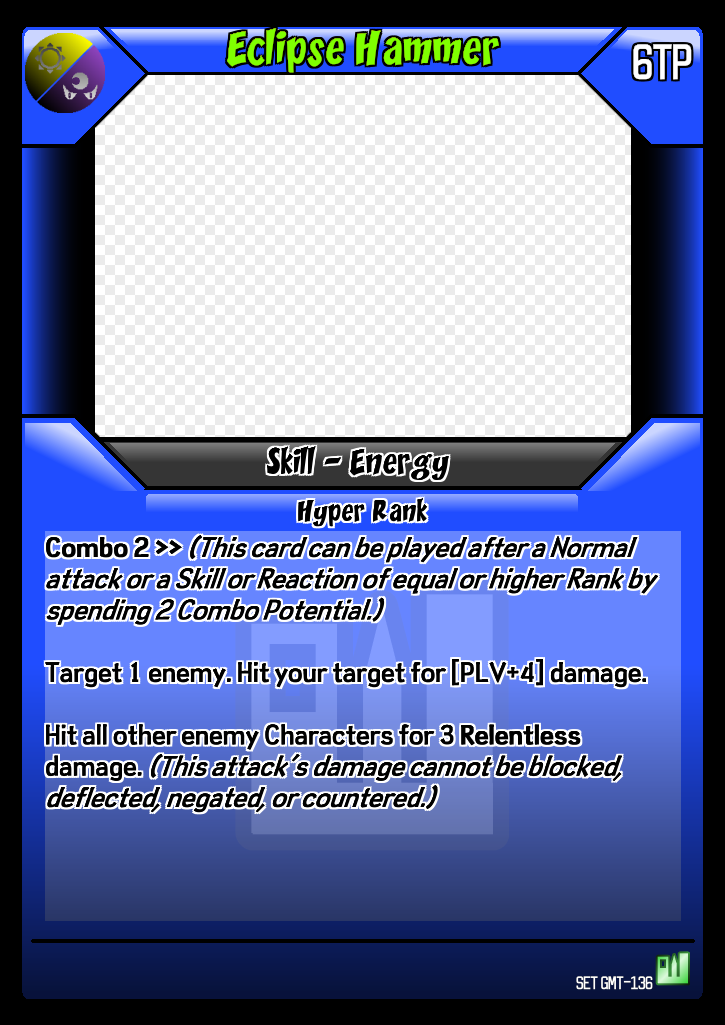 Eclipse Hammer
6TP
Skill - Energy
Hyper Rank
Combo 2 >> (This card can be played after a Normal
attack or a Skill or Reaction of equal or higher Rank by
spending 2 Combo Potential.)
Target 1 enemy. Hit your target for [PLV+4] damage.
Hit all other enemy Characters for 3 Relentless
damage. (This attack's damage cannot be blocked,
deflected, negated, or countered.)
SET GMT-136